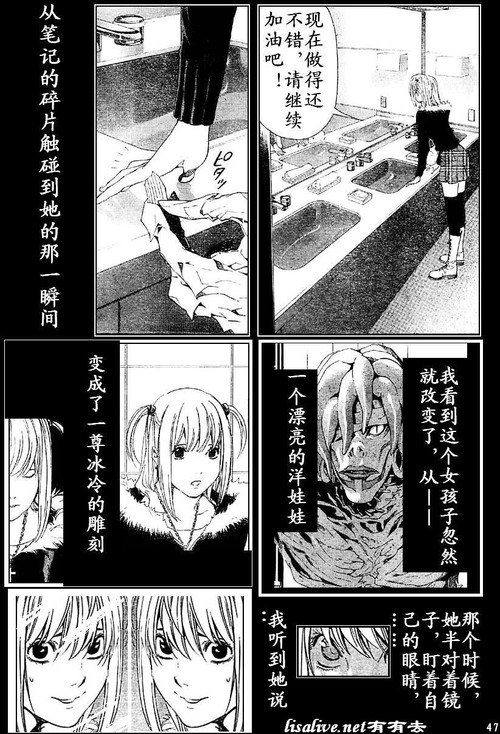 现在做得还
不错，请继续
加油吧！
ピタッ
从笔记的碎片触碰到她的那一瞬间
我看到这个女孩子忽然
就改变了，从——
一个漂亮的洋娃娃
变成了一尊冰冷的雕刻
那个时候，
她半对着镜
子，盯着自
己的眼睛，
……
我听到她说
……
lisalive.net有有去
47